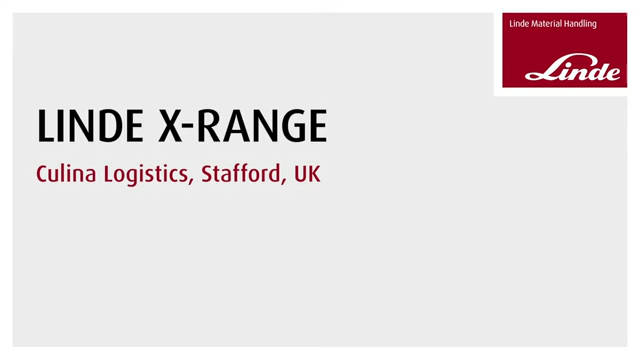 Linde Material Handling
Linde
LINDE X-RANGE
Culina Logistics, Stafford, UK